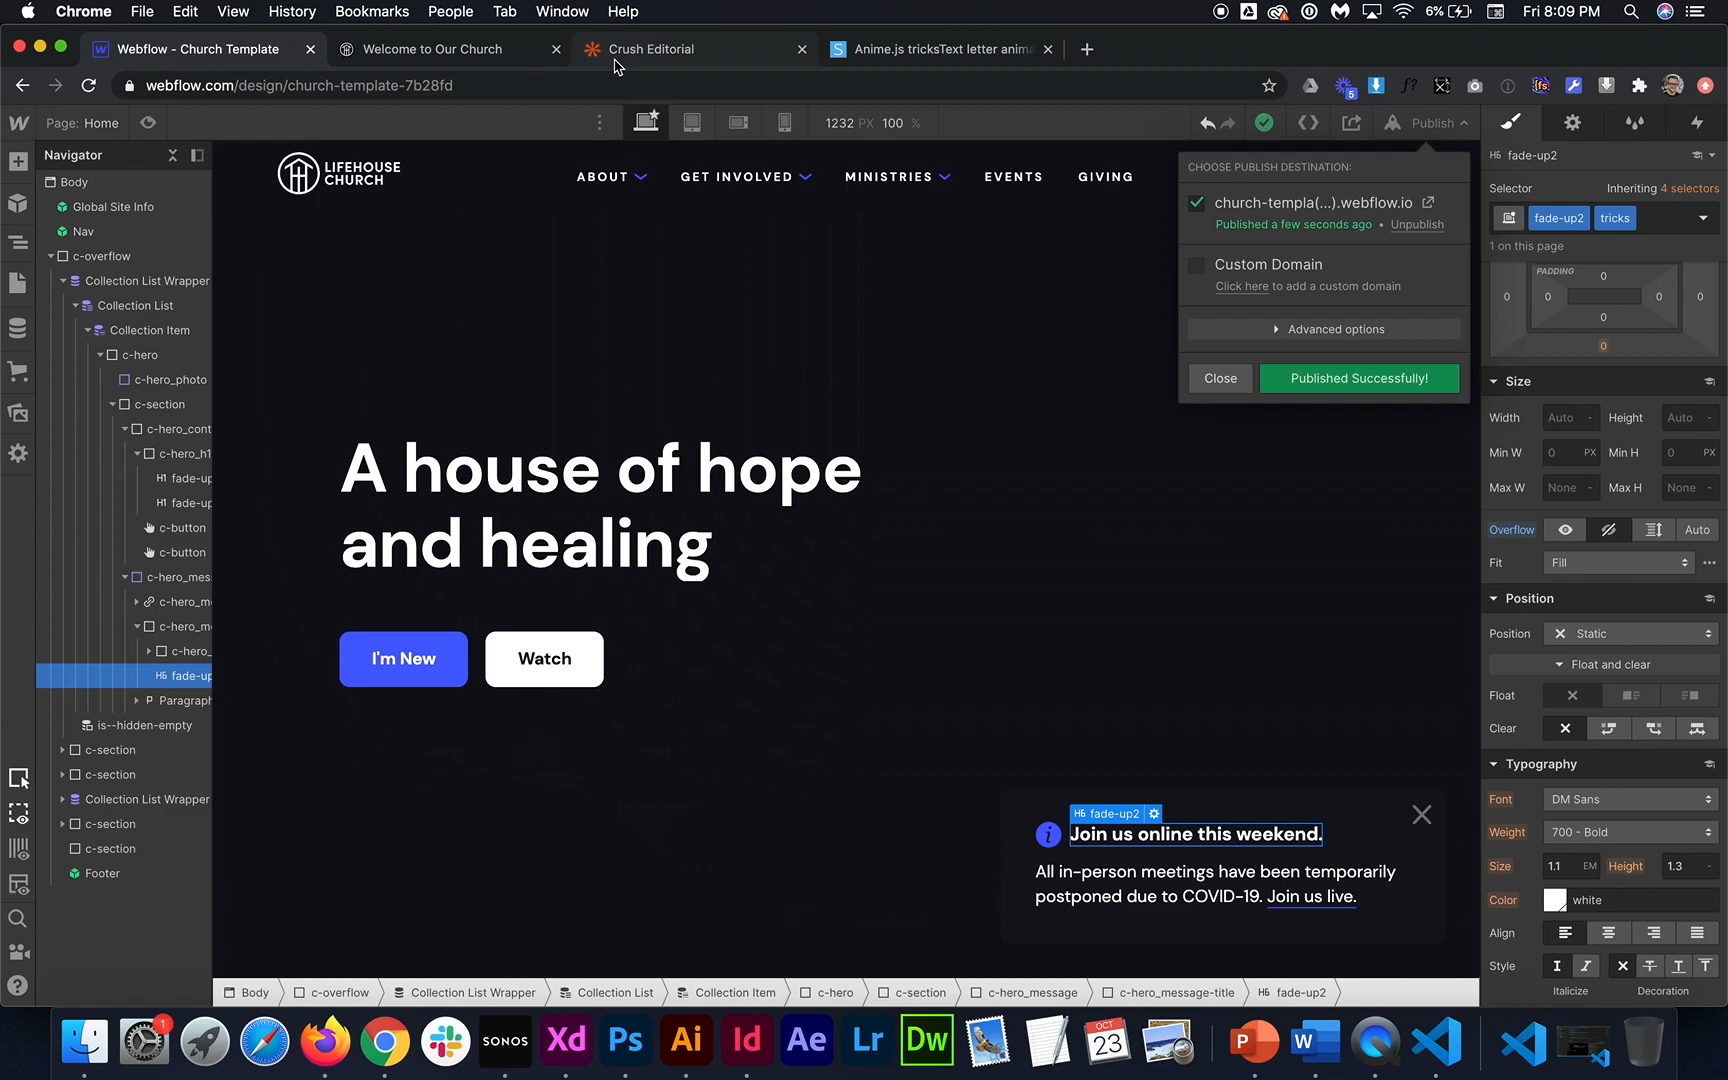 Chrome File Edit View History Bookmarks People Tab Window Help 6% Fri 8:09 PM
Webflow - Church Template Welcome to Our Church Crush Editorial Anime.js tricksText letter anima
webflow.com/design/church-template-7b28fd
Page: Home 1232 PX 100 % Publish
Navigator
Body
Global Site Info
Nav
c-overflow
Collection List Wrapper
Collection List
Collection Item
c-hero
c-hero_photo
c-section
c-hero_cont
c-hero_h1
H1 fade-up
H1 fade-up
c-button
c-button
c-hero_mes
c-hero_m
c-hero_m
c-hero_
H6 fade-up
P Paragraph
is--hidden-empty
c-section
c-section
Collection List Wrapper
c-section
c-section
Footer
LIFEHOUSE
CHURCH
ABOUT GET INVOLVED MINISTRIES EVENTS GIVING
A house of hope
and healing
I'm New Watch
CHOOSE PUBLISH DESTINATION:
church-templa(...).webflow.io
Published a few seconds ago • Unpublish
Custom Domain
Click here to add a custom domain
Advanced options
Close Published Successfully!
H6 fade-up2
Join us online this weekend.
All in-person meetings have been temporarily
postponed due to COVID-19. Join us live.
Body c-overflow Collection List Wrapper Collection List Collection Item c-hero c-section c-hero_message c-hero_message-title H6 fade-up2
H6 fade-up2
Selector Inheriting 4 selectors
fade-up2 tricks
1 on this page
PADDING 0
0 0 0 0
0
0
Size
Width Auto - Height Auto -
Min W 0 PX Min H 0 PX
Max W None - Max H None -
Overflow Auto
Fit Fill
Position
Position Static
Float and clear
Float
Clear
Typography
Font DM Sans
Weight 700 - Bold
Size 1.1 EM Height 1.3 -
Color white
Align
Style
Italicize Decoration
1 SONOS Xd Ps Ai Id Ae Lr Dw OCT 23 P W